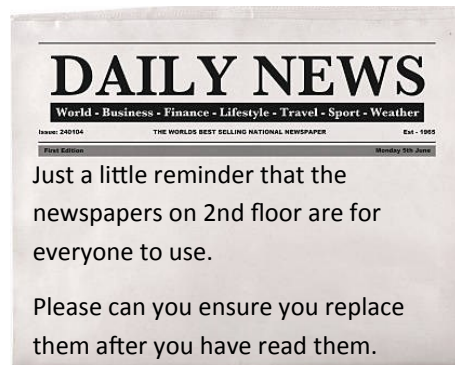 DAILY NEWS
World - Business - Finance - Lifestyle - Travel - Sport - Weather
Issue: 240104 THE WORLDS BEST SELLING NATIONAL NEWSPAPER Est - 1965
First Edition Monday 5th June
Just a little reminder that the
newspapers on 2nd floor are for
everyone to use.
Please can you ensure you replace
them after you have read them.